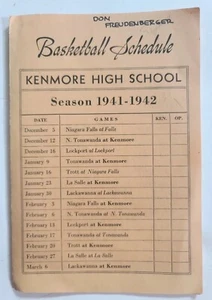 DON
FREUDENBERGER
Basketball Schedule
KENMORE HIGH SCHOOL
Season 1941-1942
DATE GAMES KEN. OP.
December 5 Niagara Falls at Falls
December 12 N. Tonawanda at Kenmore
December 16 Lockport at Lockport
January 9 Tonawanda at Kenmore
January 16 Trott at Niagara Falls
January 23 La Salle at Kenmore
January 30 Lackawanna at Lackawanna
February 3 Niagara Falls at Kenmore
February 6 N. Tonawanda at N. Tonawanda
February 13 Lockport at Kenmore
February 17 Tonawanda at Tonawanda
February 20 Trott at Kenmore
February 27 La Salle at La Salle
March 6 Lackawanna at Kenmore